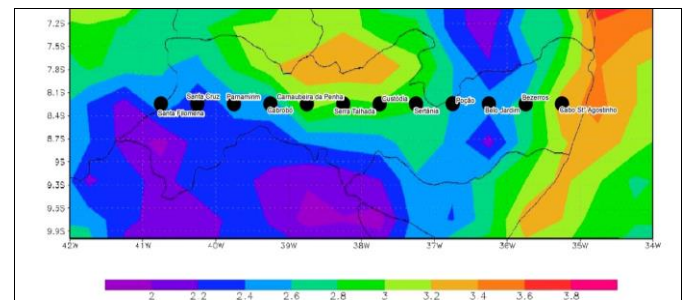 7.2S
7.5S
7.8S
8.1S
8.4S
8.7S
9S
9.3S
9.5S
9.9S
Santa Cruz Parnamirim Carnaubeira da Penha Custódia Poção Bezerros
Santa Filomena Cabrobó Serra Talhada Sertânia Belo Jardim Cabo St. Agostinho
42W 41W 40W 39W 38W 37W 36W 35W 34W
2 2.2 2.4 2.6 2.8 3 3.2 3.4 3.6 3.8